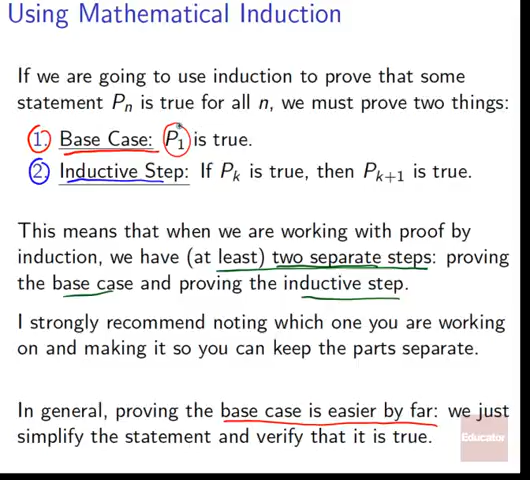 Using Mathematical Induction
If we are going to use induction to prove that some
statement Pₙ is true for all n, we must prove two things:
1. Base Case: P₁ is true.
2. Inductive Step: If Pₖ is true, then Pₖ₊₁ is true.
This means that when we are working with proof by
induction, we have (at least) two separate steps: proving
the base case and proving the inductive step.
I strongly recommend noting which one you are working
on and making it so you can keep the parts separate.
In general, proving the base case is easier by far: we just
simplify the statement and verify that it is true.
Educator